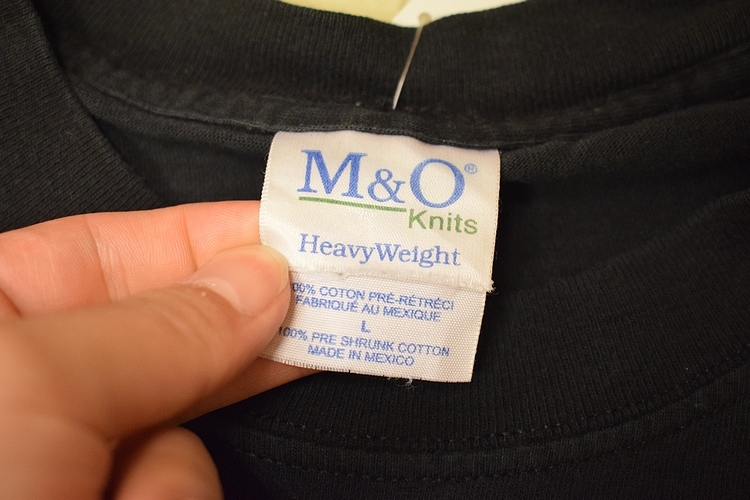 M&O®
Knits
HeavyWeight
00% COTON PRÉ-RÉTRÉCI
FABRIQUÉ AU MEXIQUE
L
100% PRE SHRUNK COTTON
MADE IN MEXICO